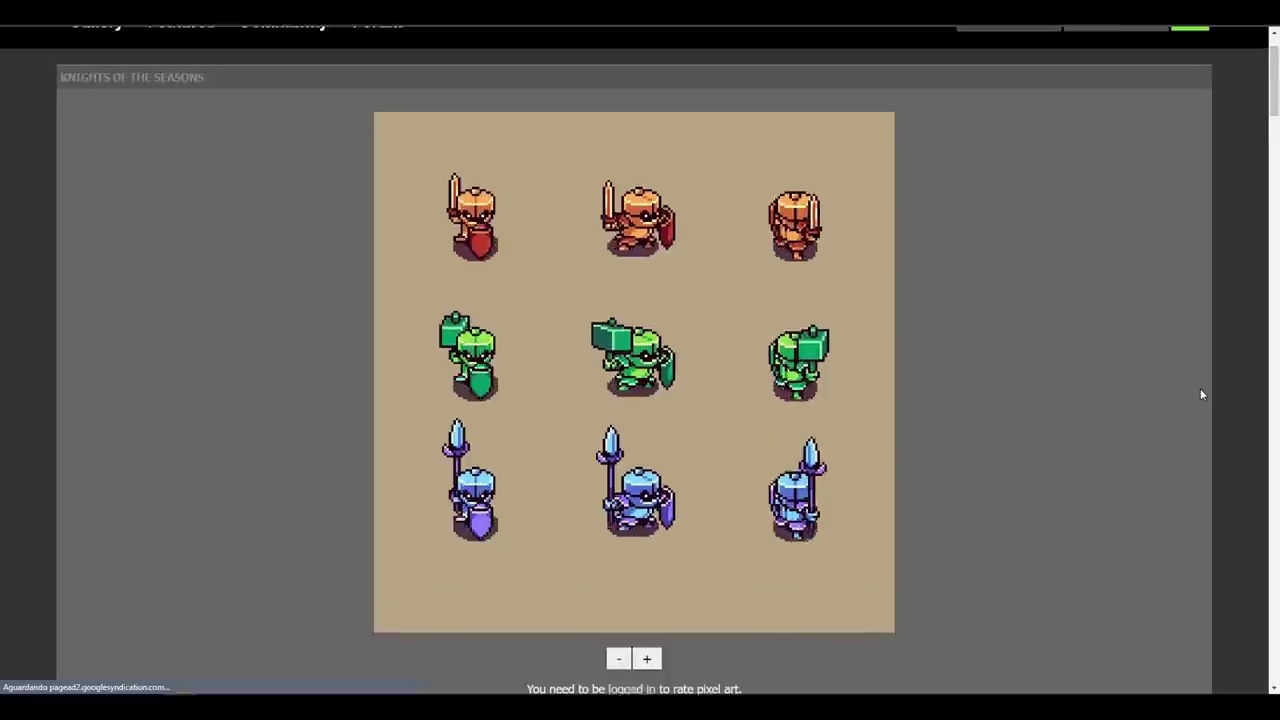 KNIGHTS OF THE SEASONS
-
+
You need to be logged in to rate pixel art.
Aguardando pagead2.googlesyndication.com...